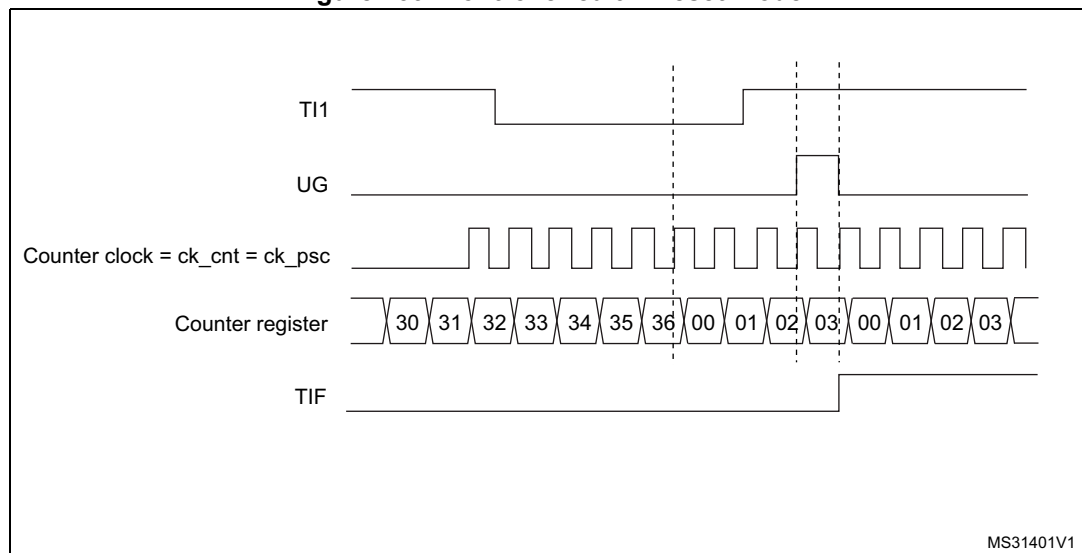 TI1
UG
Counter clock = ck_cnt = ck_psc
Counter register 30 31 32 33 34 35 36 00 01 02 03 00 01 02 03
TIF
MS31401V1